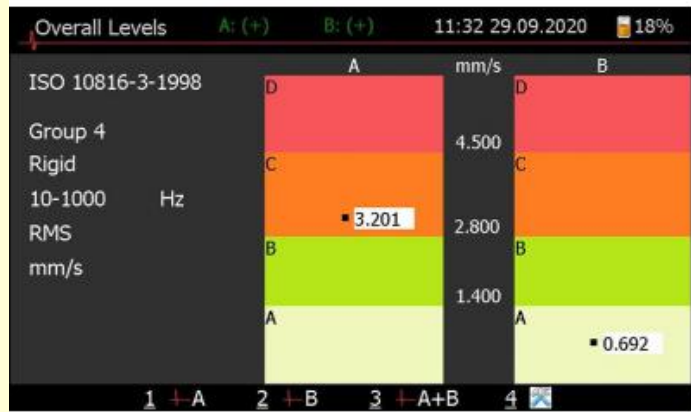 Overall Levels A: (+) B: (+) 11:32 29.09.2020 18%
A mm/s B
ISO 10816-3-1998
D D
Group 4
4.500
Rigid
C C
10-1000 Hz
3.201
2.800
RMS
B B
mm/s
1.400
A A
0.692
1 A 2 B 3 A+B 4